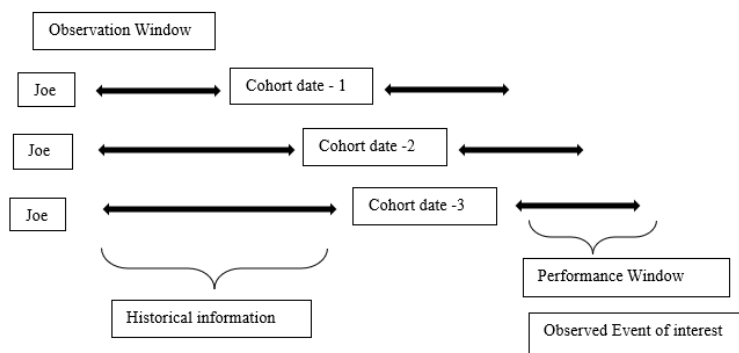 Observation Window
Joe
Cohort date - 1
Joe
Cohort date -2
Joe
Cohort date -3
Performance Window
Historical information
Observed Event of interest